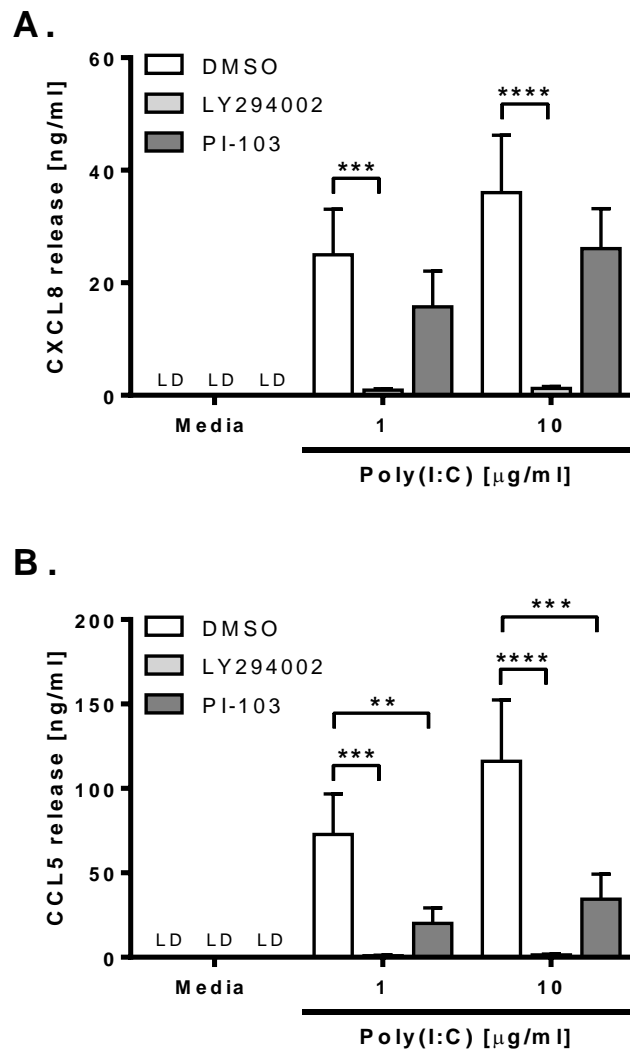 A.
CXCL8 release [ng/ml]
60
40
20
0
DMSO
LY294002
PI-103
***
****
LD LD LD
Media 1 10
Poly(I:C) [μg/ml]
B.
CCL5 release [ng/ml]
200
150
100
50
0
DMSO
LY294002
PI-103
**
***
***
****
LD LD LD
Media 1 10
Poly(I:C) [μg/ml]